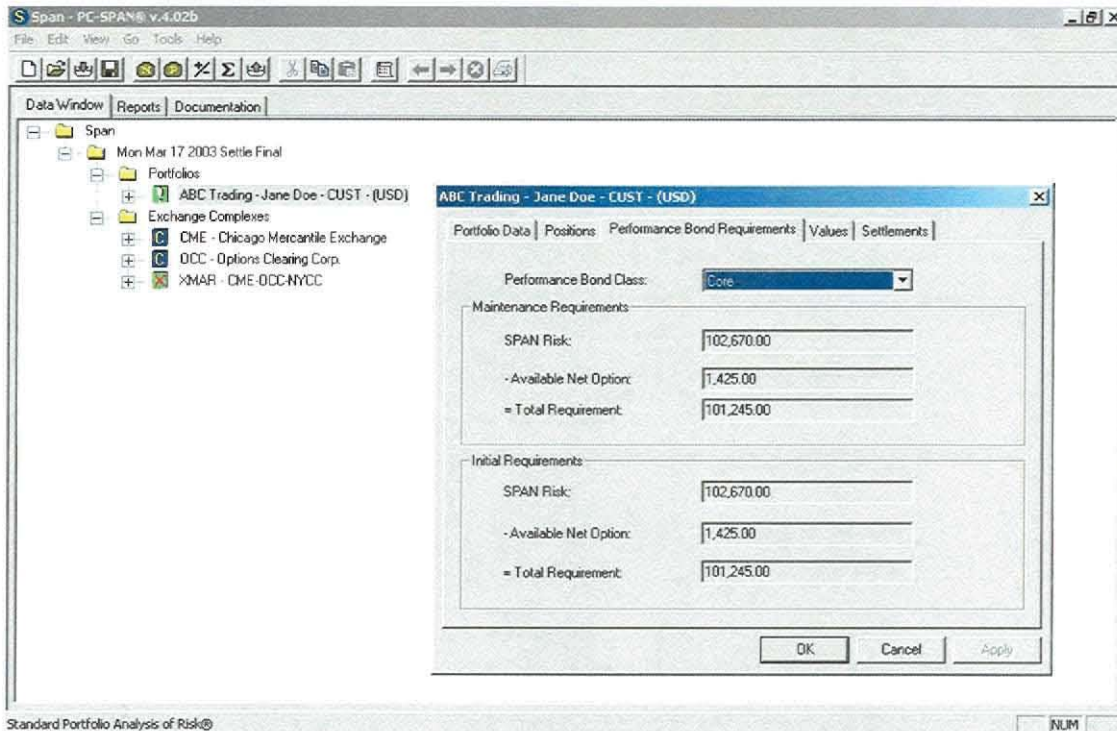 Span - PC-SPAN® v.4.02b
File Edit View Go Tools Help
Data Window Reports Documentation
Span
Mon Mar 17 2003 Settle Final
Portfolios
ABC Trading - Jane Doe - CUST - (USD)
Exchange Complexes
CME - Chicago Mercantile Exchange
OCC - Options Clearing Corp.
XMAR - CME-OCC-NYCC
ABC Trading - Jane Doe - CUST - (USD)
Portfolio Data Positions Performance Bond Requirements Values Settlements
Performance Bond Class: Core
Maintenance Requirements
SPAN Risk: 102,670.00
- Available Net Option: 1,425.00
= Total Requirement: 101,245.00
Initial Requirements
SPAN Risk: 102,670.00
- Available Net Option: 1,425.00
= Total Requirement: 101,245.00
OK Cancel Apply
Standard Portfolio Analysis of Risk® NUM